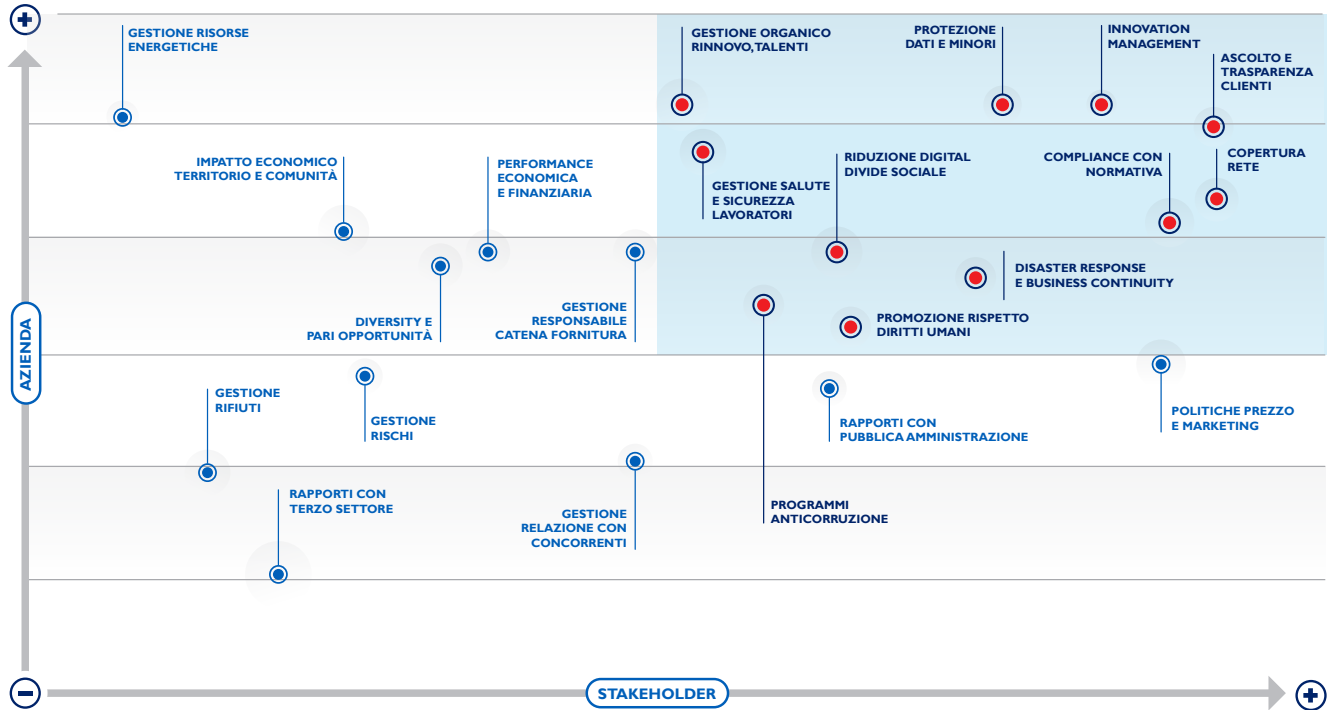 GESTIONE RISORSE
ENERGETICHE
GESTIONE ORGANICO
RINNOVO, TALENTI
PROTEZIONE
DATI E MINORI
INNOVATION
MANAGEMENT
ASCOLTO E
TRASPARENZA
CLIENTI
IMPATTO ECONOMICO
TERRITORIO E COMUNITÀ
PERFORMANCE
ECONOMICA
E FINANZIARIA
GESTIONE SALUTE
E SICUREZZA
LAVORATORI
RIDUZIONE DIGITAL
DIVIDE SOCIALE
COMPLIANCE CON
NORMATIVA
COPERTURA
RETE
DIVERSITY E
PARI OPPORTUNITÀ
GESTIONE
RESPONSABILE
CATENA FORNITURA
DISASTER RESPONSE
E BUSINESS CONTINUITY
PROMOZIONE RISPETTO
DIRITTI UMANI
AZIENDA
GESTIONE
RIFIUTI
GESTIONE
RISCHI
RAPPORTI CON
PUBBLICA AMMINISTRAZIONE
POLITICHE PREZZO
E MARKETING
RAPPORTI CON
TERZO SETTORE
GESTIONE
RELAZIONE CON
CONCORRENTI
PROGRAMMI
ANTICORRUZIONE
STAKEHOLDER